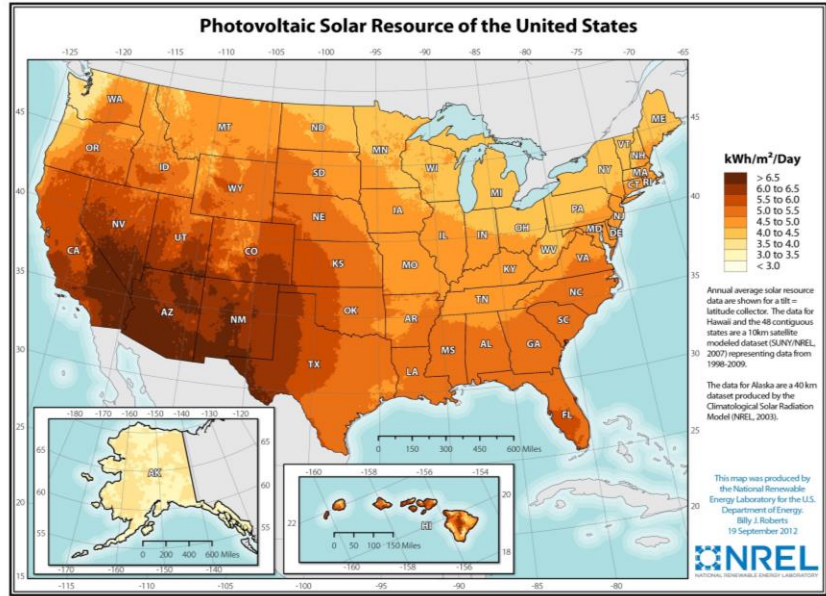 Photovoltaic Solar Resource of the United States
-125 -120 -115 -110 -105 -100 -95 -90 -85 -80 -75 -70 -65
45
40
35
30
25
20
15
45
40
35
30
25
20
-115 -110 -105 -100 -95 -90 -85 -80
WA
MT
ND
MN
ME
VT
NH
OR
ID
WY
SD
WI
MI
NY
MA
CT
RI
NE
IA
PA
NJ
NV
UT
CO
IL
IN
OH
MD
DE
CA
KS
MO
WV
VA
KY
AZ
NM
OK
AR
TN
NC
SC
TX
LA
MS
AL
GA
FL
0 150 300 450 600 Miles
-180 -170 -160 -150 -140 -130 -120
65
60
55
65
60
55
AK
0 200 400 600 Miles
-170 -160 -150 -140
-160 -158 -156 -154
22
20
18
HI
0 50 100 150 Miles
-160 -158 -156
kWh/m²/Day
> 6.5
6.0 to 6.5
5.5 to 6.0
5.0 to 5.5
4.5 to 5.0
4.0 to 4.5
3.5 to 4.0
3.0 to 3.5
< 3.0
Annual average solar resource
data are shown for a tilt =
latitude collector. The data for
Hawaii and the 48 contiguous
states are a 10km satellite
modeled dataset (SUNY/NREL,
2007) representing data from
1998-2009.
The data for Alaska are a 40 km
dataset produced by the
Climatological Solar Radiation
Model (NREL, 2003).
This map was produced by
the National Renewable
Energy Laboratory for the U.S.
Department of Energy.
Billy J. Roberts
19 September 2012
NREL
NATIONAL RENEWABLE ENERGY LABORATORY